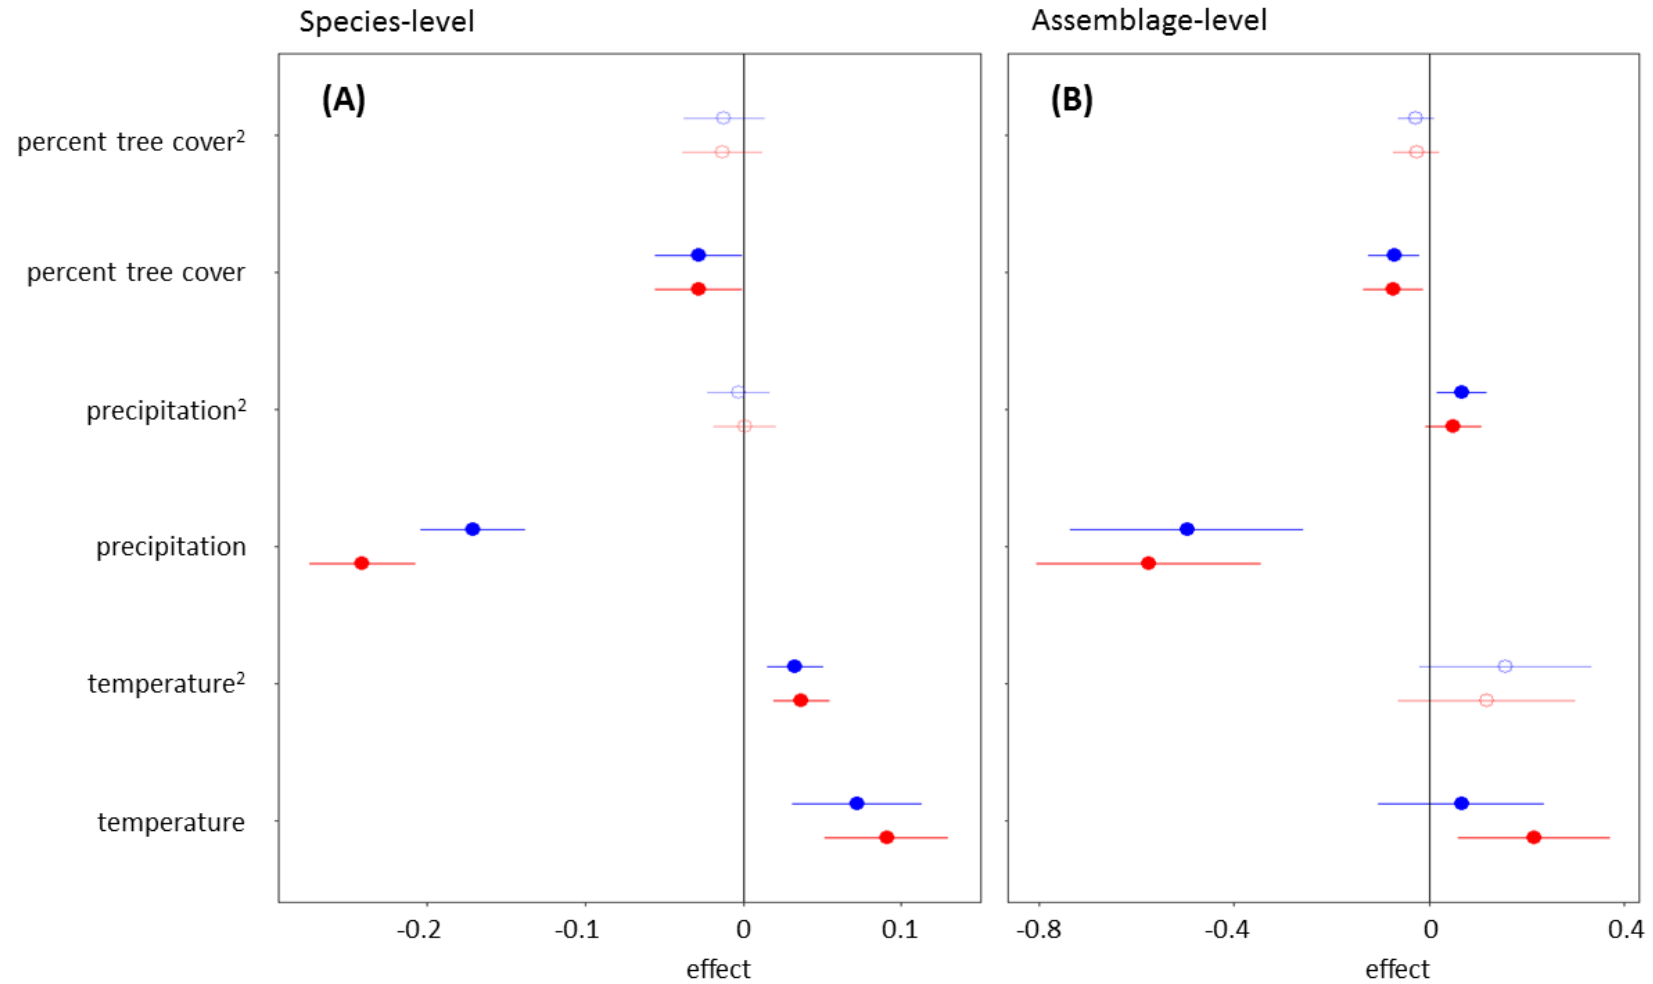 Species-level
Assemblage-level
(A)
(B)
percent tree cover²
percent tree cover
precipitation²
precipitation
temperature²
temperature
-0.2 -0.1 0 0.1
-0.8 -0.4 0 0.4
effect
effect